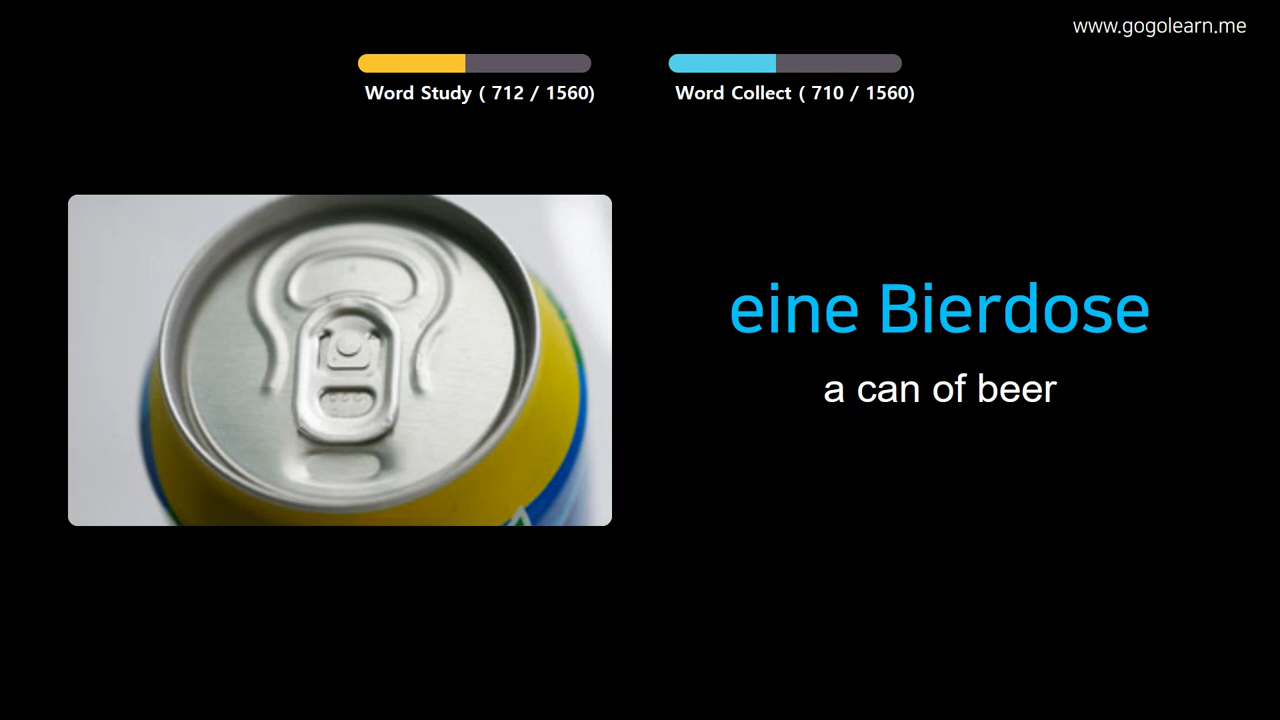 www.gogolearn.me
Word Study ( 712 / 1560)
Word Collect ( 710 / 1560)
eine Bierdose
a can of beer